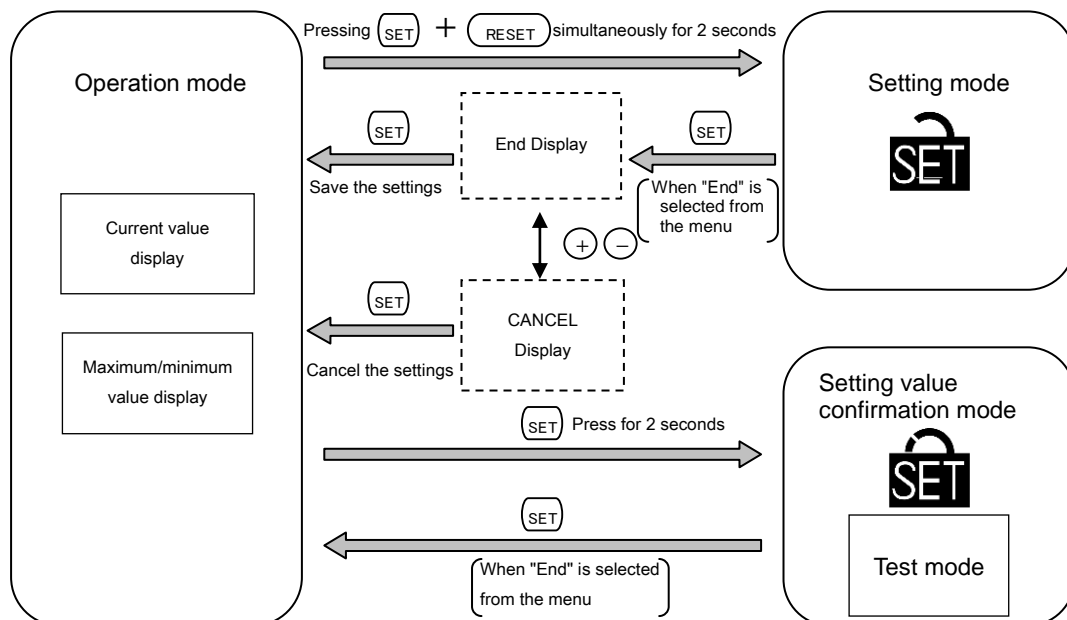 Pressing SET + RESET simultaneously for 2 seconds
Operation mode
Setting mode
SET
SET
End Display
SET
Save the settings
When "End" is
selected from
the menu
Current value
display
+ −
SET
CANCEL
Display
Cancel the settings
Maximum/minimum
value display
Setting value
confirmation mode
SET Press for 2 seconds
SET
SET
Test mode
When "End" is selected
from the menu